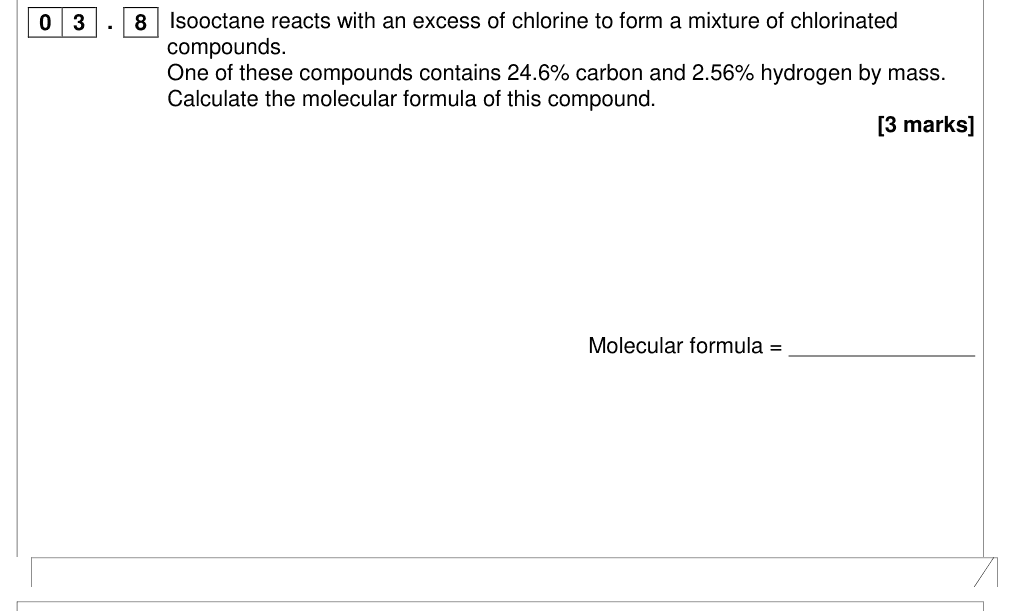 0 3 . 8 Isooctane reacts with an excess of chlorine to form a mixture of chlorinated
compounds.
One of these compounds contains 24.6% carbon and 2.56% hydrogen by mass.
Calculate the molecular formula of this compound.
[3 marks]
Molecular formula = ________________